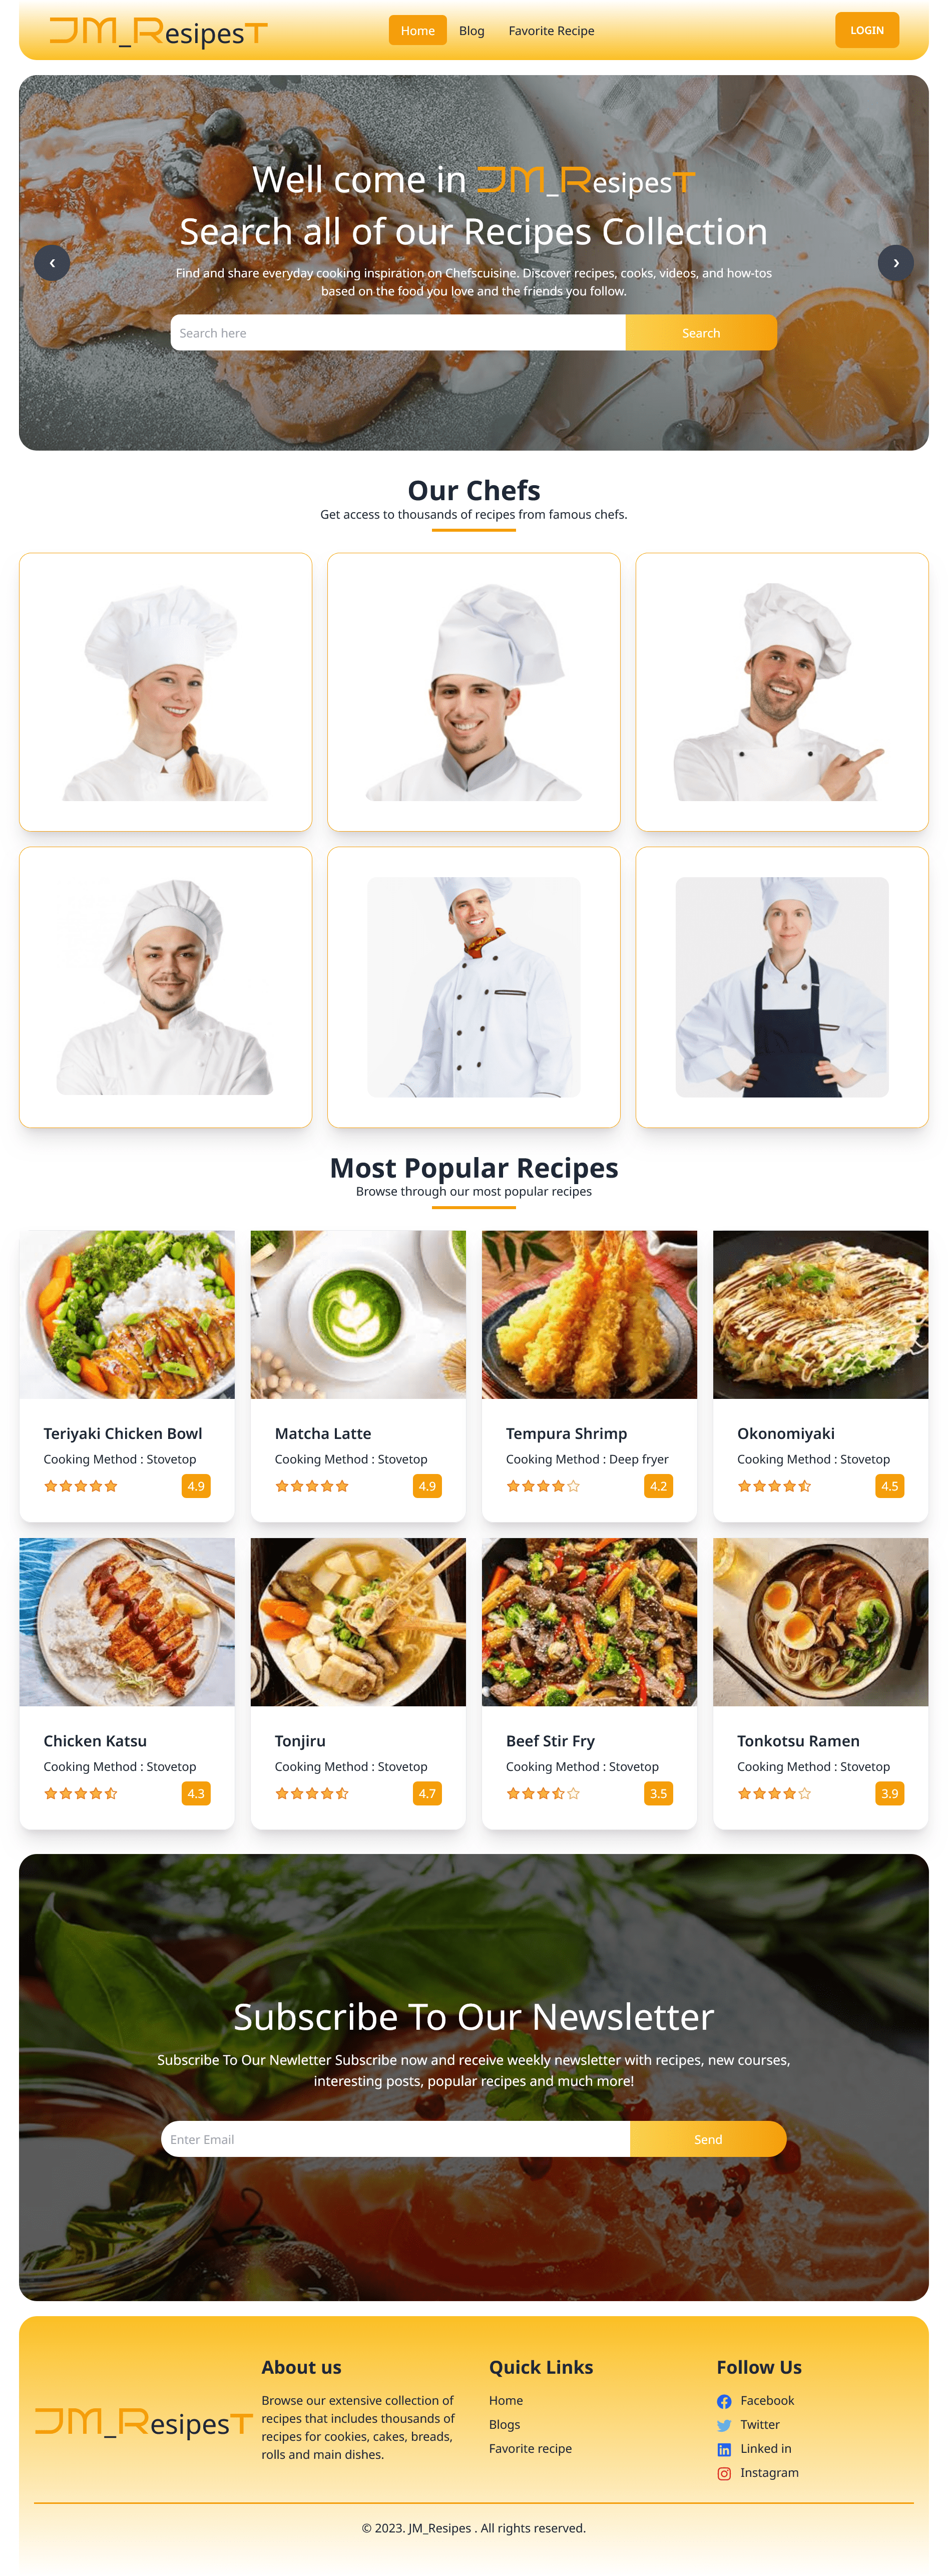 JM_ResipesT
Home Blog Favorite Recipe
LOGIN
Well come in JM_ResipesT
Search all of our Recipes Collection
Find and share everyday cooking inspiration on Chefscuisine. Discover recipes, cooks, videos, and how-tos
based on the food you love and the friends you follow.
Search here Search
Our Chefs
Get access to thousands of recipes from famous chefs.
Most Popular Recipes
Browse through our most popular recipes
Teriyaki Chicken Bowl
Cooking Method : Stovetop
4.9
Matcha Latte
Cooking Method : Stovetop
4.9
Tempura Shrimp
Cooking Method : Deep fryer
4.2
Okonomiyaki
Cooking Method : Stovetop
4.5
Chicken Katsu
Cooking Method : Stovetop
4.3
Tonjiru
Cooking Method : Stovetop
4.7
Beef Stir Fry
Cooking Method : Stovetop
3.5
Tonkotsu Ramen
Cooking Method : Stovetop
3.9
Subscribe To Our Newsletter
Subscribe To Our Newletter Subscribe now and receive weekly newsletter with recipes, new courses,
interesting posts, popular recipes and much more!
Enter Email Send
JM_ResipesT
About us
Browse our extensive collection of
recipes that includes thousands of
recipes for cookies, cakes, breads,
rolls and main dishes.
Quick Links
Home
Blogs
Favorite recipe
Follow Us
Facebook
Twitter
Linked in
Instagram
© 2023. JM_Resipes . All rights reserved.